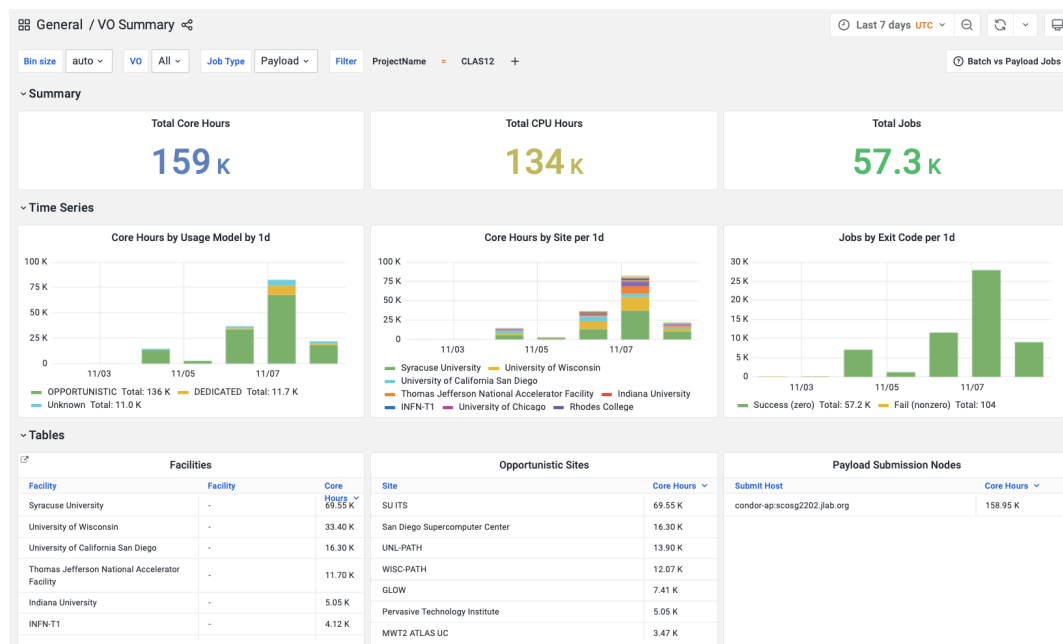 General / VO Summary
Last 7 days UTC
Bin size auto VO All Job Type Payload Filter ProjectName = CLAS12 +
Batch vs Payload Jobs
Summary
Total Core Hours
159 K
Total CPU Hours
134 K
Total Jobs
57.3 K
Time Series
Core Hours by Usage Model by 1d
100 K
75 K
50 K
25 K
0
11/03 11/05 11/07
OPPORTUNISTIC Total: 136 K DEDICATED Total: 11.7 K
Unknown Total: 11.0 K
Core Hours by Site per 1d
100 K
75 K
50 K
25 K
0
11/03 11/05 11/07
Syracuse University University of Wisconsin
University of California San Diego
Thomas Jefferson National Accelerator Facility Indiana University
INFN-T1 University of Chicago Rhodes College
Jobs by Exit Code per 1d
30 K
25 K
20 K
15 K
10 K
5 K
0
11/03 11/05 11/07
Success (zero) Total: 57.2 K Fail (nonzero) Total: 104
Tables
Facilities
Facility Facility Core Hours
Syracuse University - 69.55 K
University of Wisconsin - 33.40 K
University of California San Diego - 16.30 K
Thomas Jefferson National Accelerator
Facility - 11.70 K
Indiana University - 5.05 K
INFN-T1 - 4.12 K
Opportunistic Sites
Site Core Hours
SU ITS 69.55 K
San Diego Supercomputer Center 16.30 K
UNL-PATH 13.90 K
WISC-PATH 12.07 K
GLOW 7.41 K
Pervasive Technology Institute 5.05 K
MWT2 ATLAS UC 3.47 K
Payload Submission Nodes
Submit Host Core Hours
condor-ap:scosg2202.jlab.org 158.95 K